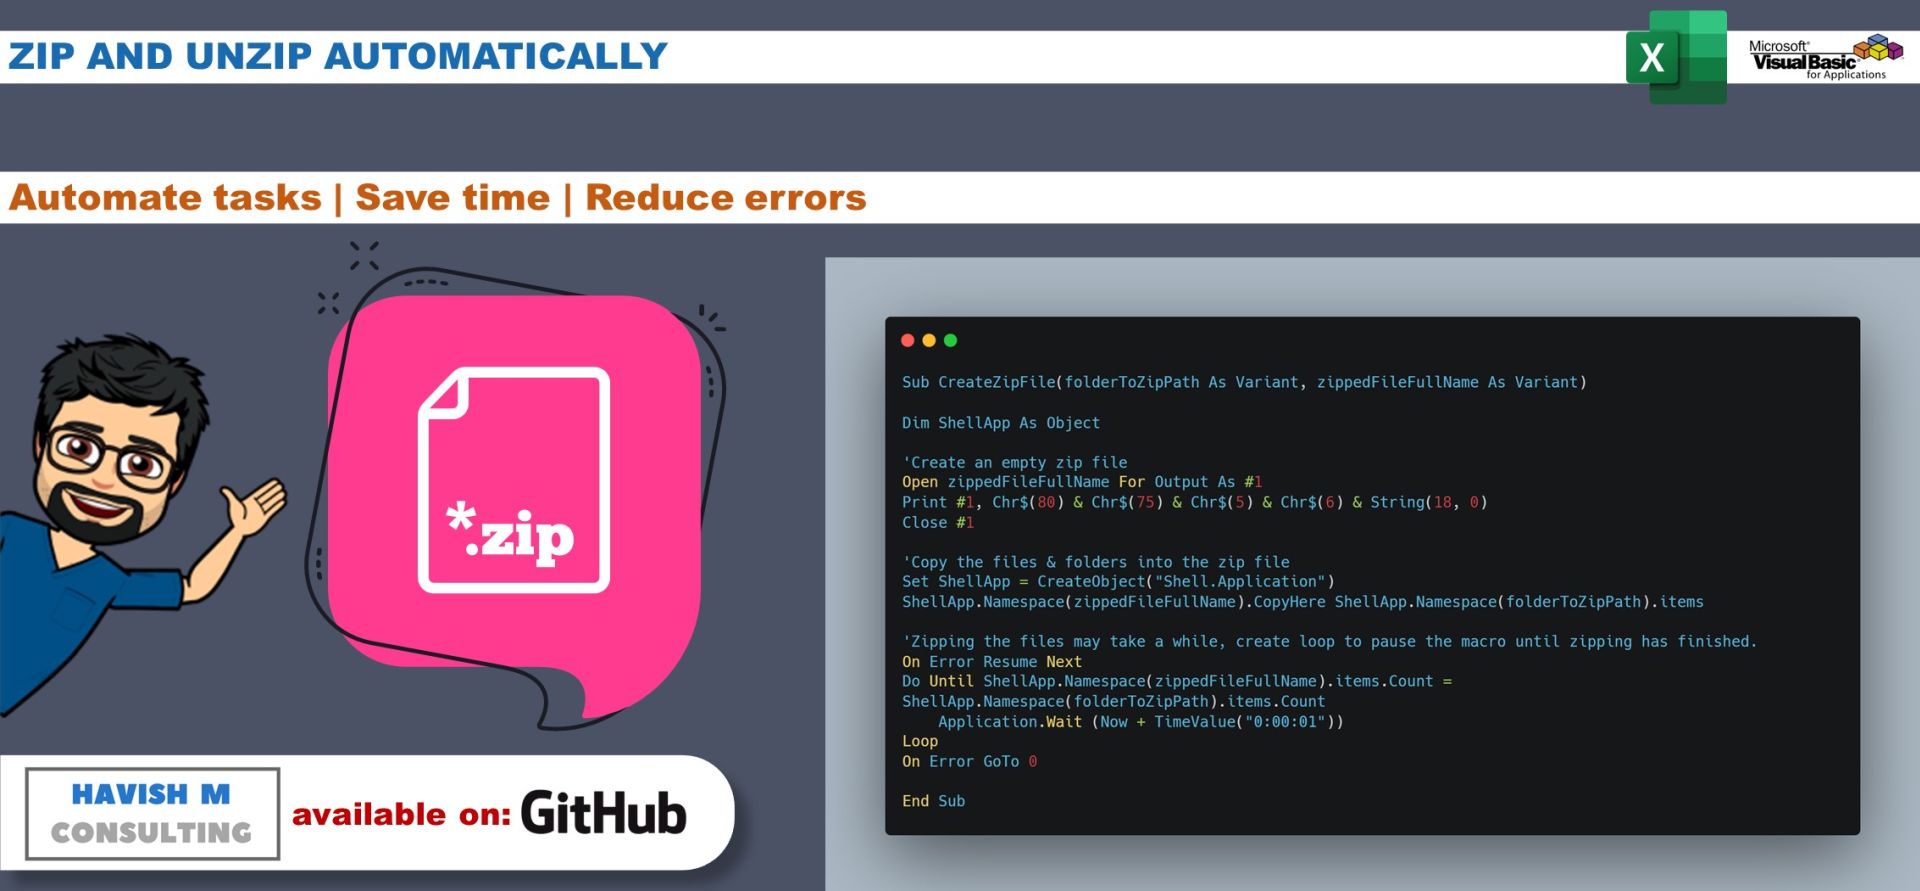 ZIP AND UNZIP AUTOMATICALLY
X
Microsoft®
Visual Basic®
for Applications
Automate tasks | Save time | Reduce errors
*.zip
Sub CreateZipFile(folderToZipPath As Variant, zippedFileFullName As Variant)
Dim ShellApp As Object
'Create an empty zip file
Open zippedFileFullName For Output As #1
Print #1, Chr$(80) & Chr$(75) & Chr$(5) & Chr$(6) & String(18, 0)
Close #1
'Copy the files & folders into the zip file
Set ShellApp = CreateObject("Shell.Application")
ShellApp.Namespace(zippedFileFullName).CopyHere ShellApp.Namespace(folderToZipPath).items
'Zipping the files may take a while, create loop to pause the macro until zipping has finished.
On Error Resume Next
Do Until ShellApp.Namespace(zippedFileFullName).items.Count =
ShellApp.Namespace(folderToZipPath).items.Count
    Application.Wait (Now + TimeValue("0:00:01"))
Loop
On Error GoTo 0
End Sub
HAVISH M
CONSULTING
available on: GitHub